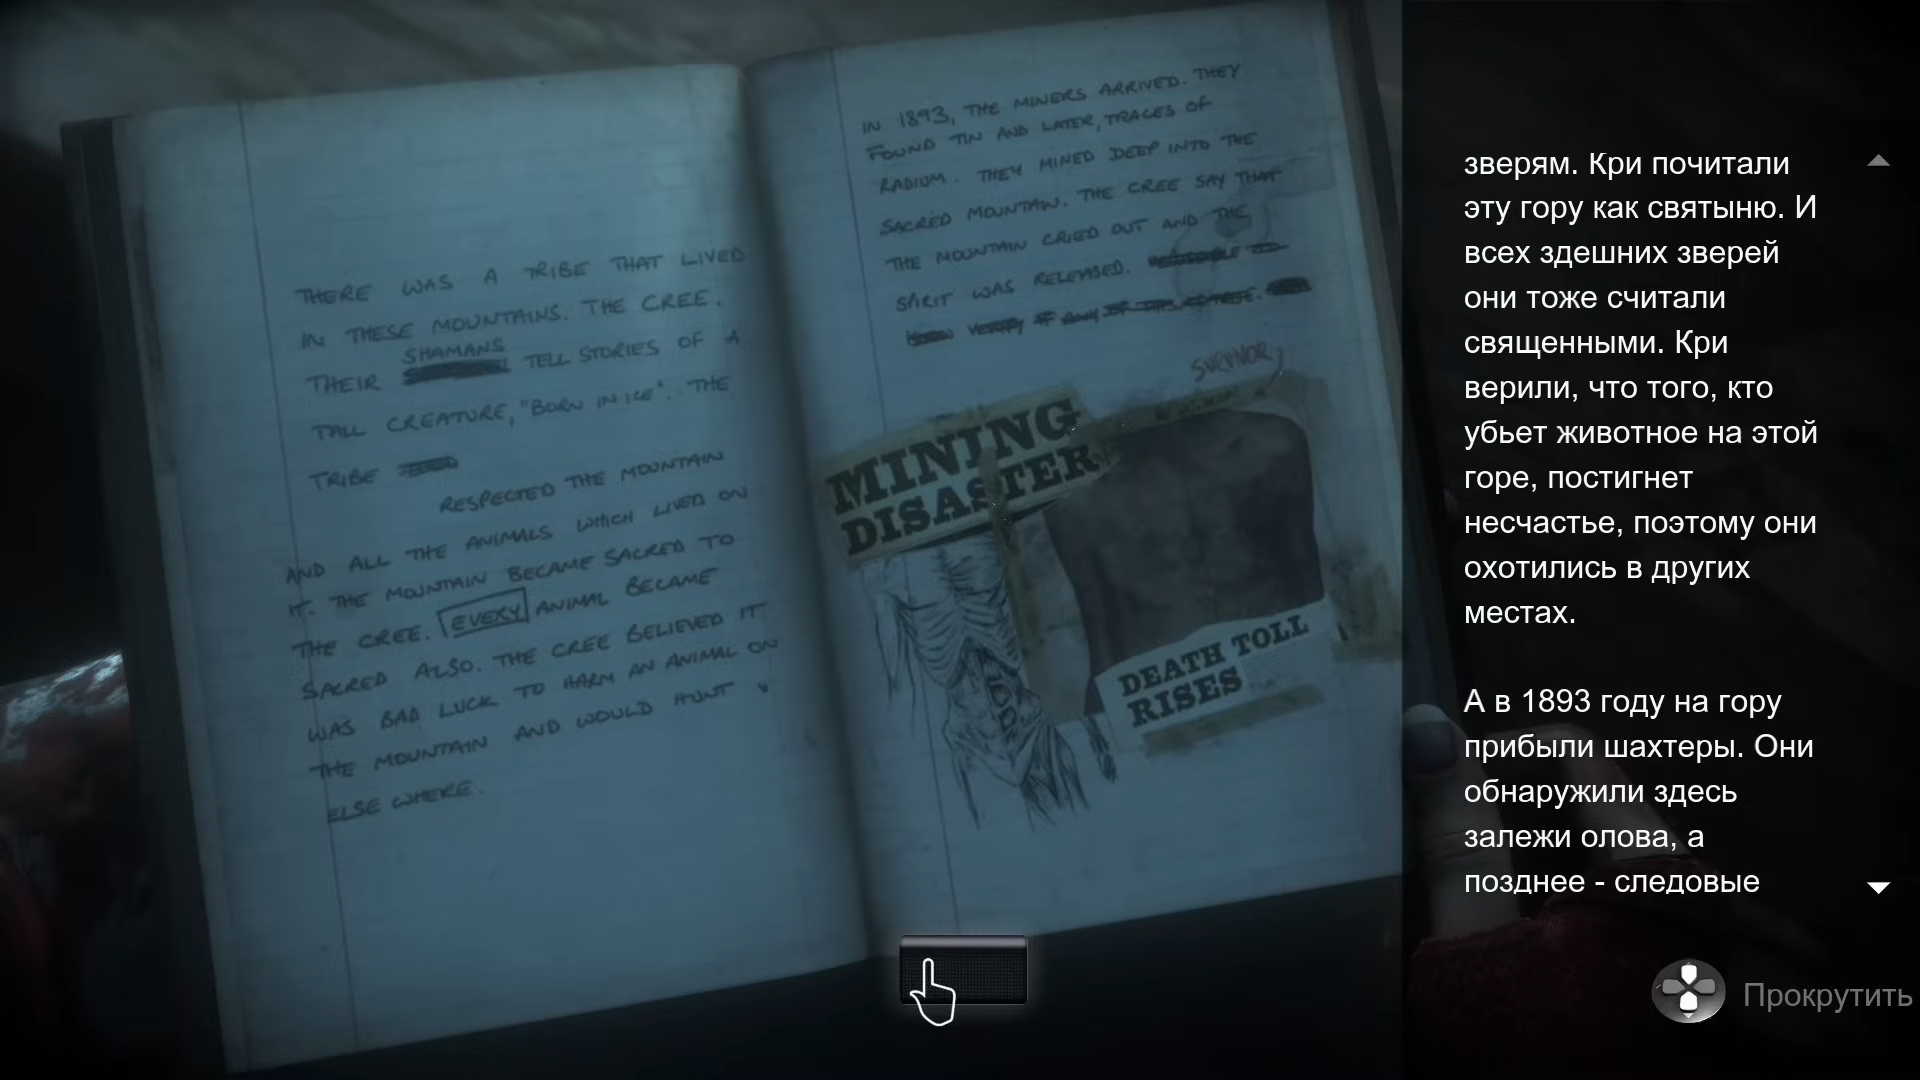 THERE WAS A TRIBE THAT LIVED
IN THESE MOUNTAINS. THE CREE.
SHAMANS
THEIR TELL STORIES OF A
TALL CREATURE, "BORN IN ICE". THE
TRIBE
RESPECTED THE MOUNTAIN
AND ALL THE ANIMALS WHICH LIVED ON
IT. THE MOUNTAIN BECAME SACRED TO
THE CREE. EVERY ANIMAL BECAME
SACRED ALSO. THE CREE BELIEVED IT
WAS BAD LUCK TO HARM AN ANIMAL ON
THE MOUNTAIN AND WOULD HUNT
ELSE WHERE.
IN 1893, THE MINERS ARRIVED. THEY
FOUND TIN AND LATER, TRACES OF
RADIUM. THEY MINED DEEP INTO THE
SACRED MOUNTAIN. THE CREE SAY THAT
THE MOUNTAIN CRIED OUT AND THE
SPIRIT WAS RELEASED.
IF ANY OF THIS,
SURVIVOR
MINING
DISASTER
DEATH TOLL
RISES
зверям. Кри почитали
эту гору как святыню. И
всех здешних зверей
они тоже считали
священными. Кри
верили, что того, кто
убьет животное на этой
горе, постигнет
несчастье, поэтому они
охотились в других
местах.
А в 1893 году на гору
прибыли шахтеры. Они
обнаружили здесь
залежи олова, а
позднее - следовые
Прокрутить